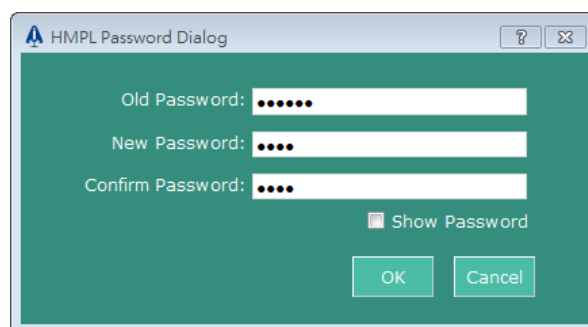 HMPL Password Dialog
Old Password: ••••••
New Password: ••••
Confirm Password: ••••
Show Password
OK Cancel